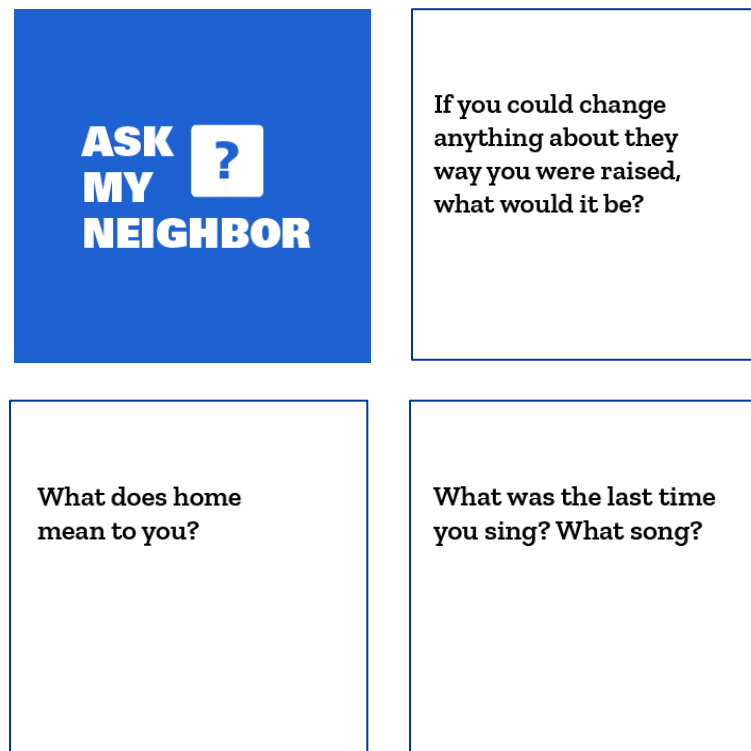 ASK
MY
NEIGHBOR
?
If you could change
anything about they
way you were raised,
what would it be?
What does home
mean to you?
What was the last time
you sing? What song?